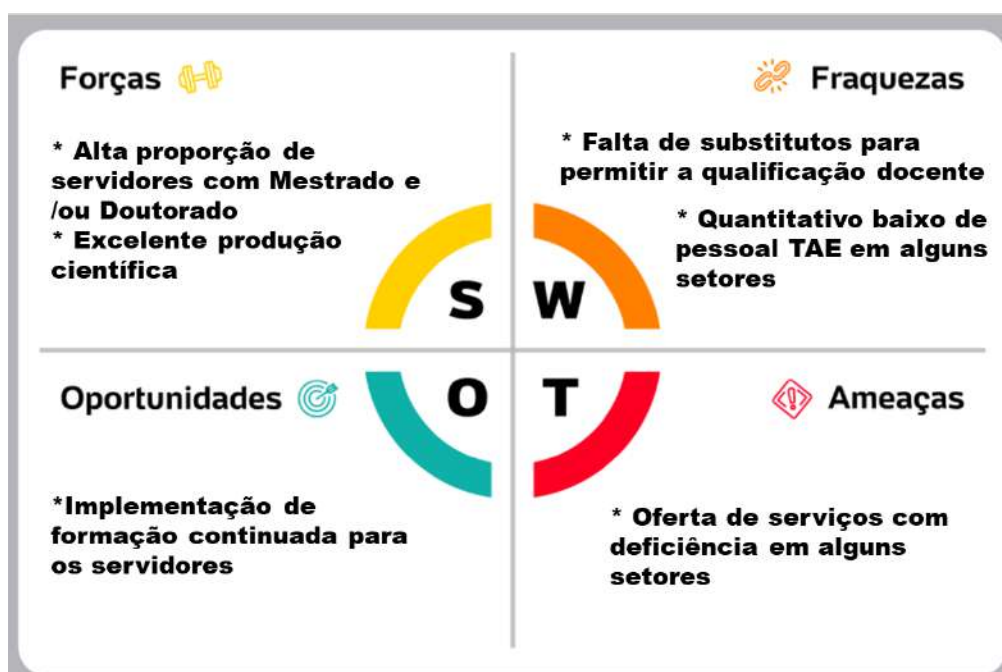 Forças
* Alta proporção de
servidores com Mestrado e
/ou Doutorado
* Excelente produção
científica
Fraquezas
* Falta de substitutos para
permitir a qualificação docente
* Quantitativo baixo de
pessoal TAE em alguns
setores
S
W
Oportunidades
*Implementação de
formação continuada para
os servidores
O
T
Ameaças
* Oferta de serviços com
deficiência em alguns
setores